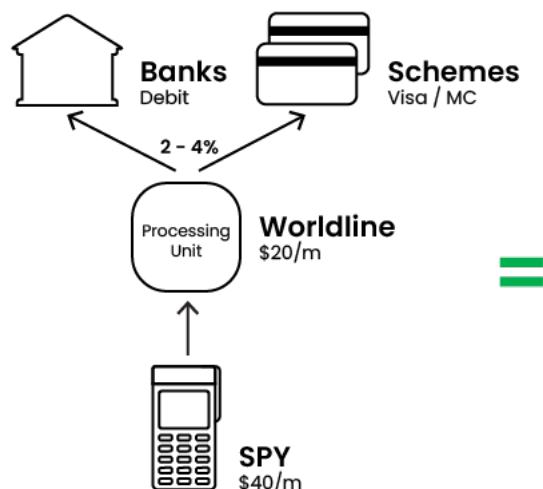 Banks
Debit
Schemes
Visa / MC
2 - 4%
Processing
Unit
Worldline
$20/m
=
SPY
$40/m